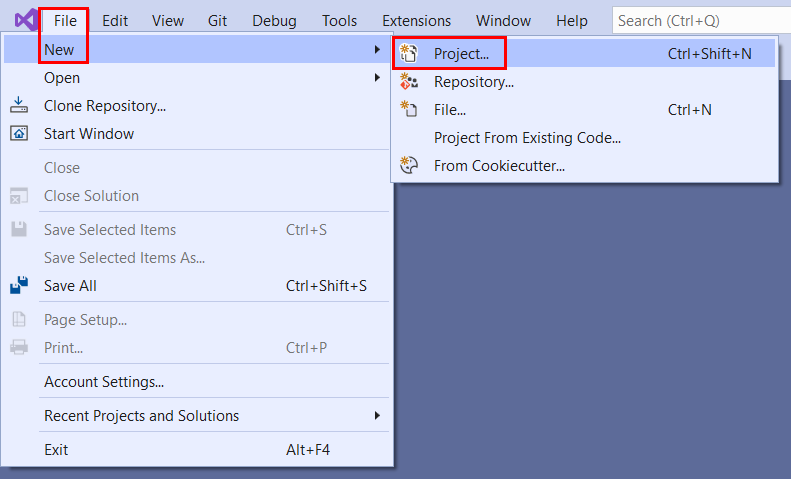 File Edit View Git Debug Tools Extensions Window Help Search (Ctrl+Q)
New
Project... Ctrl+Shift+N
Open
Repository...
Clone Repository...
File... Ctrl+N
Start Window
Project From Existing Code...
Close
From Cookiecutter...
Close Solution
Save Selected Items Ctrl+S
Save Selected Items As...
Save All Ctrl+Shift+S
Page Setup...
Print... Ctrl+P
Account Settings...
Recent Projects and Solutions
Exit Alt+F4